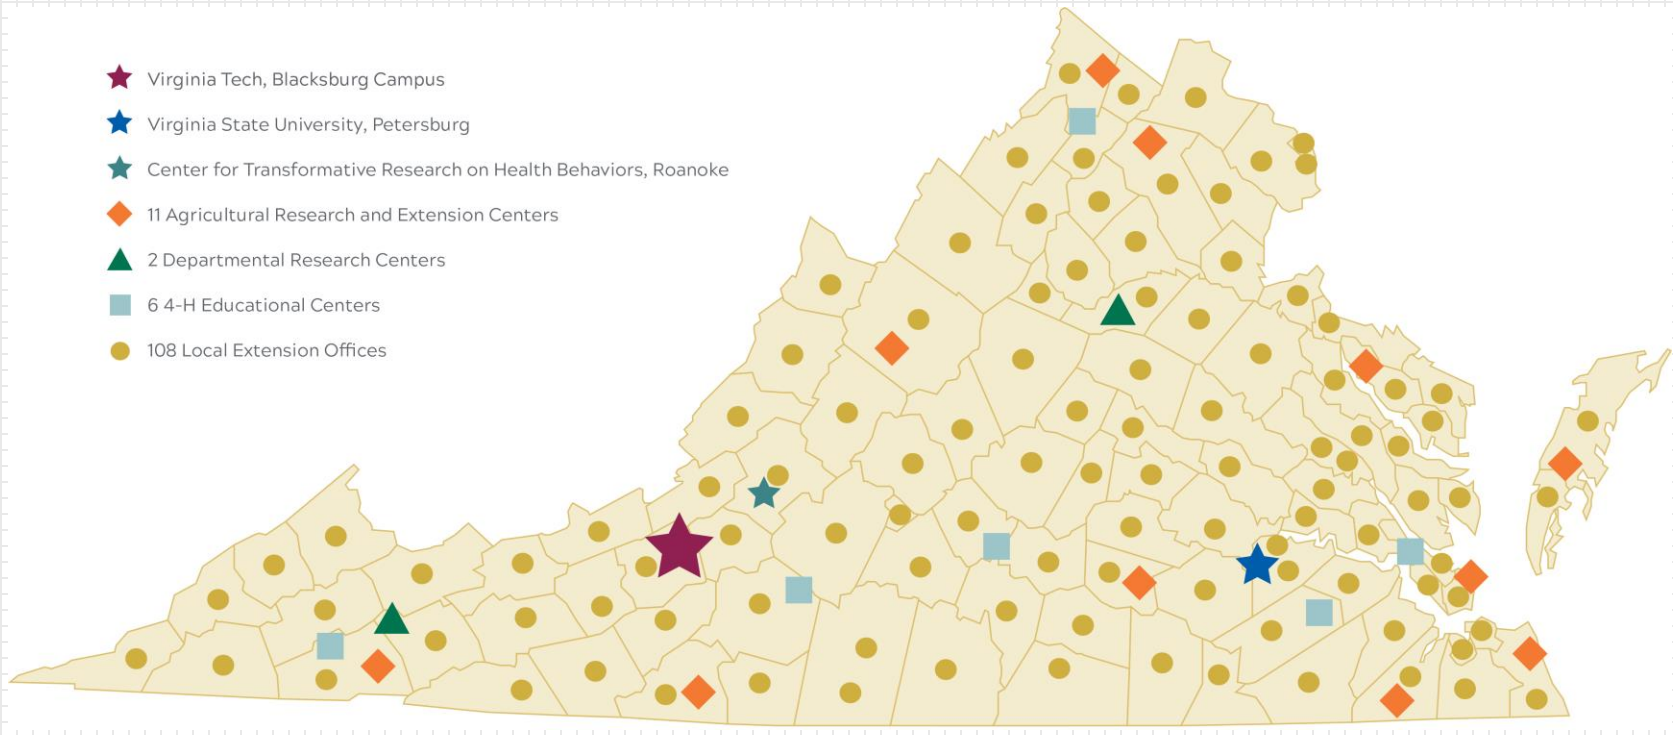 Virginia Tech, Blacksburg Campus
Virginia State University, Petersburg
Center for Transformative Research on Health Behaviors, Roanoke
11 Agricultural Research and Extension Centers
2 Departmental Research Centers
6 4-H Educational Centers
108 Local Extension Offices